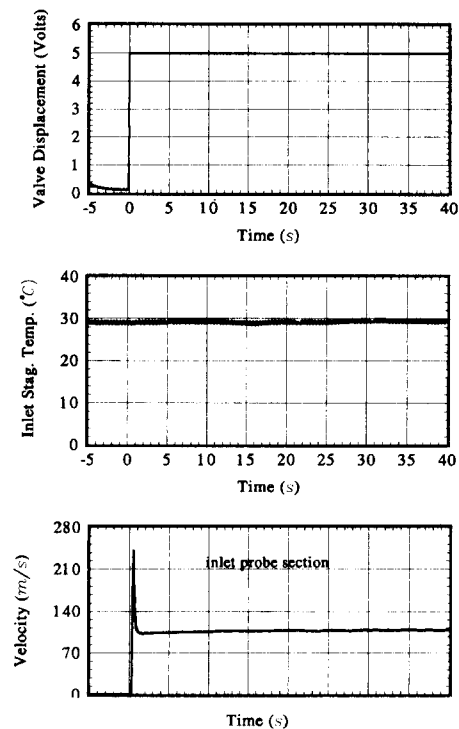 Valve Displacement (Volts)
6
5
4
3
2
1
0
-5 0 5 10 15 20 25 30 35 40
Time (s)
Inlet Stag. Temp. (°C)
40
30
20
10
0
-5 0 5 10 15 20 25 30 35 40
Time (s)
Velocity (m/s)
280
210
140
70
0
inlet probe section
Time (s)